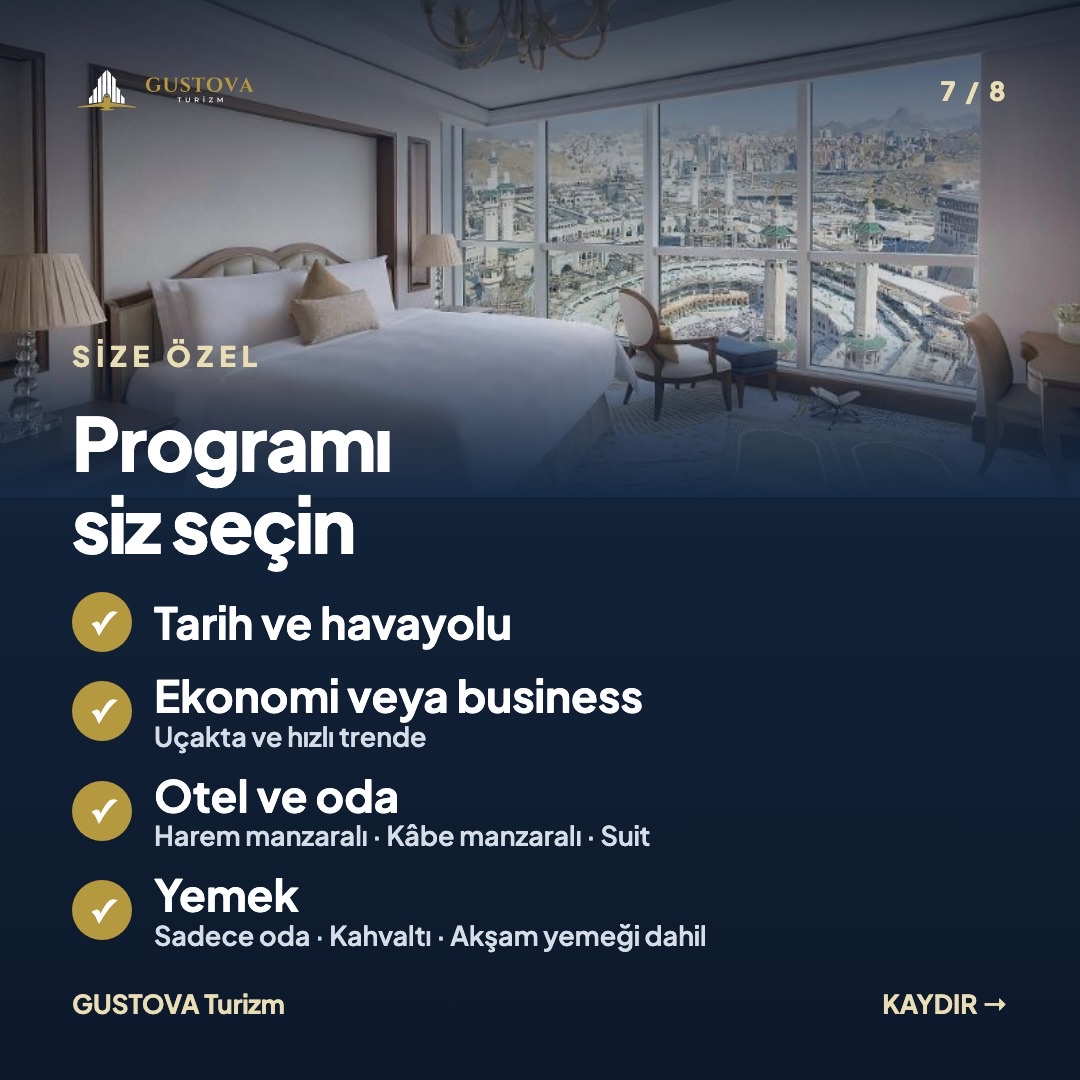 GUSTOVA
TURİZM
7 / 8
SİZE ÖZEL
Programı
siz seçin
Tarih ve havayolu
Ekonomi veya business
Uçakta ve hızlı trende
Otel ve oda
Harem manzaralı · Kâbe manzaralı · Suit
Yemek
Sadece oda · Kahvaltı · Akşam yemeği dahil
GUSTOVA Turizm
KAYDIR →